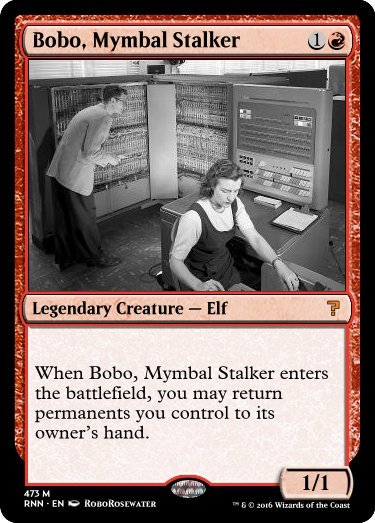 Bobo, Mymbal Stalker 1
Legendary Creature — Elf
When Bobo, Mymbal Stalker enters
the battlefield, you may return
permanents you control to its
owner's hand.
1/1
473 M
RNN • EN RoboRosewater
™ & © 2016 Wizards of the Coast